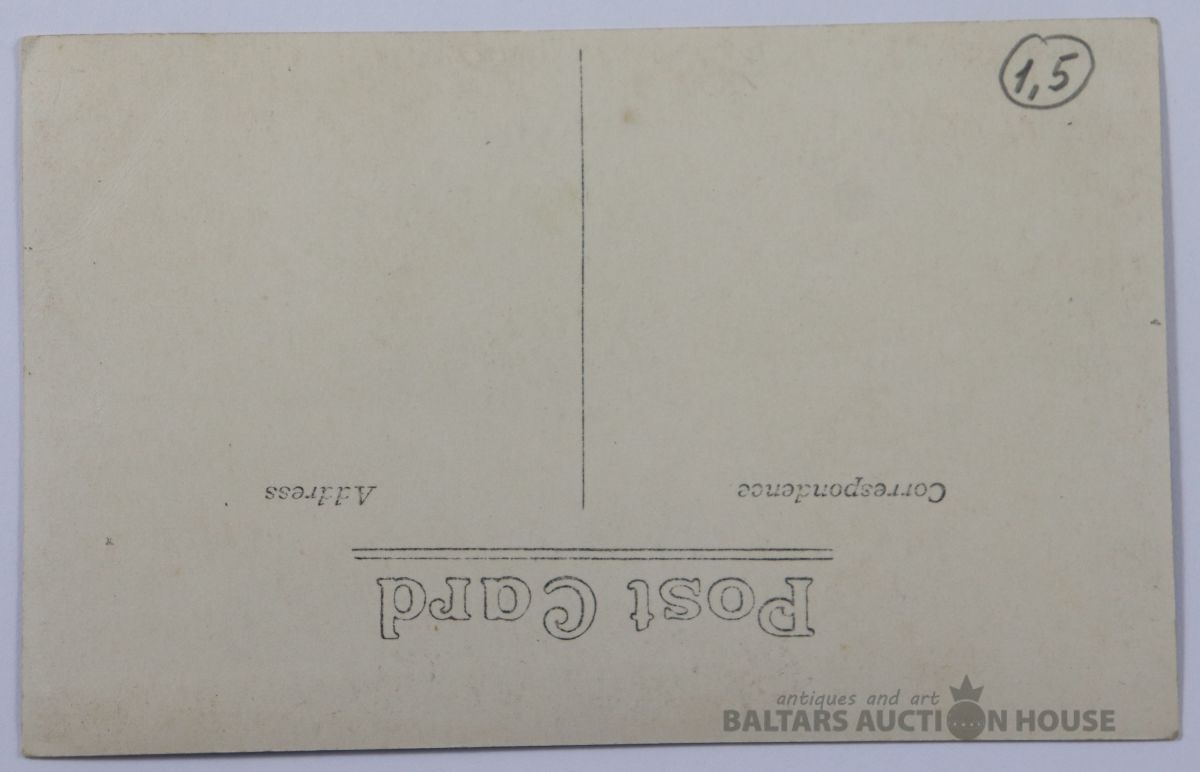 1,5
Correspondence
Address
Post Card
antiques and art
BALTARS AUCTION HOUSE